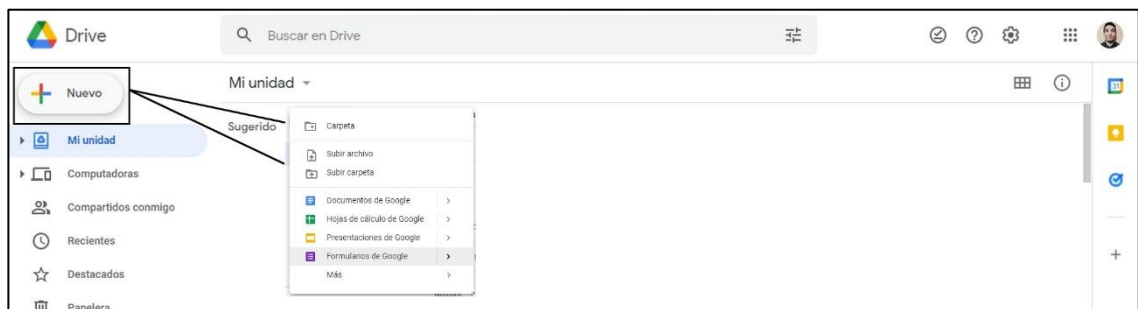 Drive
Buscar en Drive
Nuevo
Mi unidad
Sugerido
Carpeta
Subir archivo
Subir carpeta
Documentos de Google
Hojas de cálculo de Google
Presentaciones de Google
Formularios de Google
Más
Mi unidad
Computadoras
Compartidos conmigo
Recientes
Destacados
Papelera
31